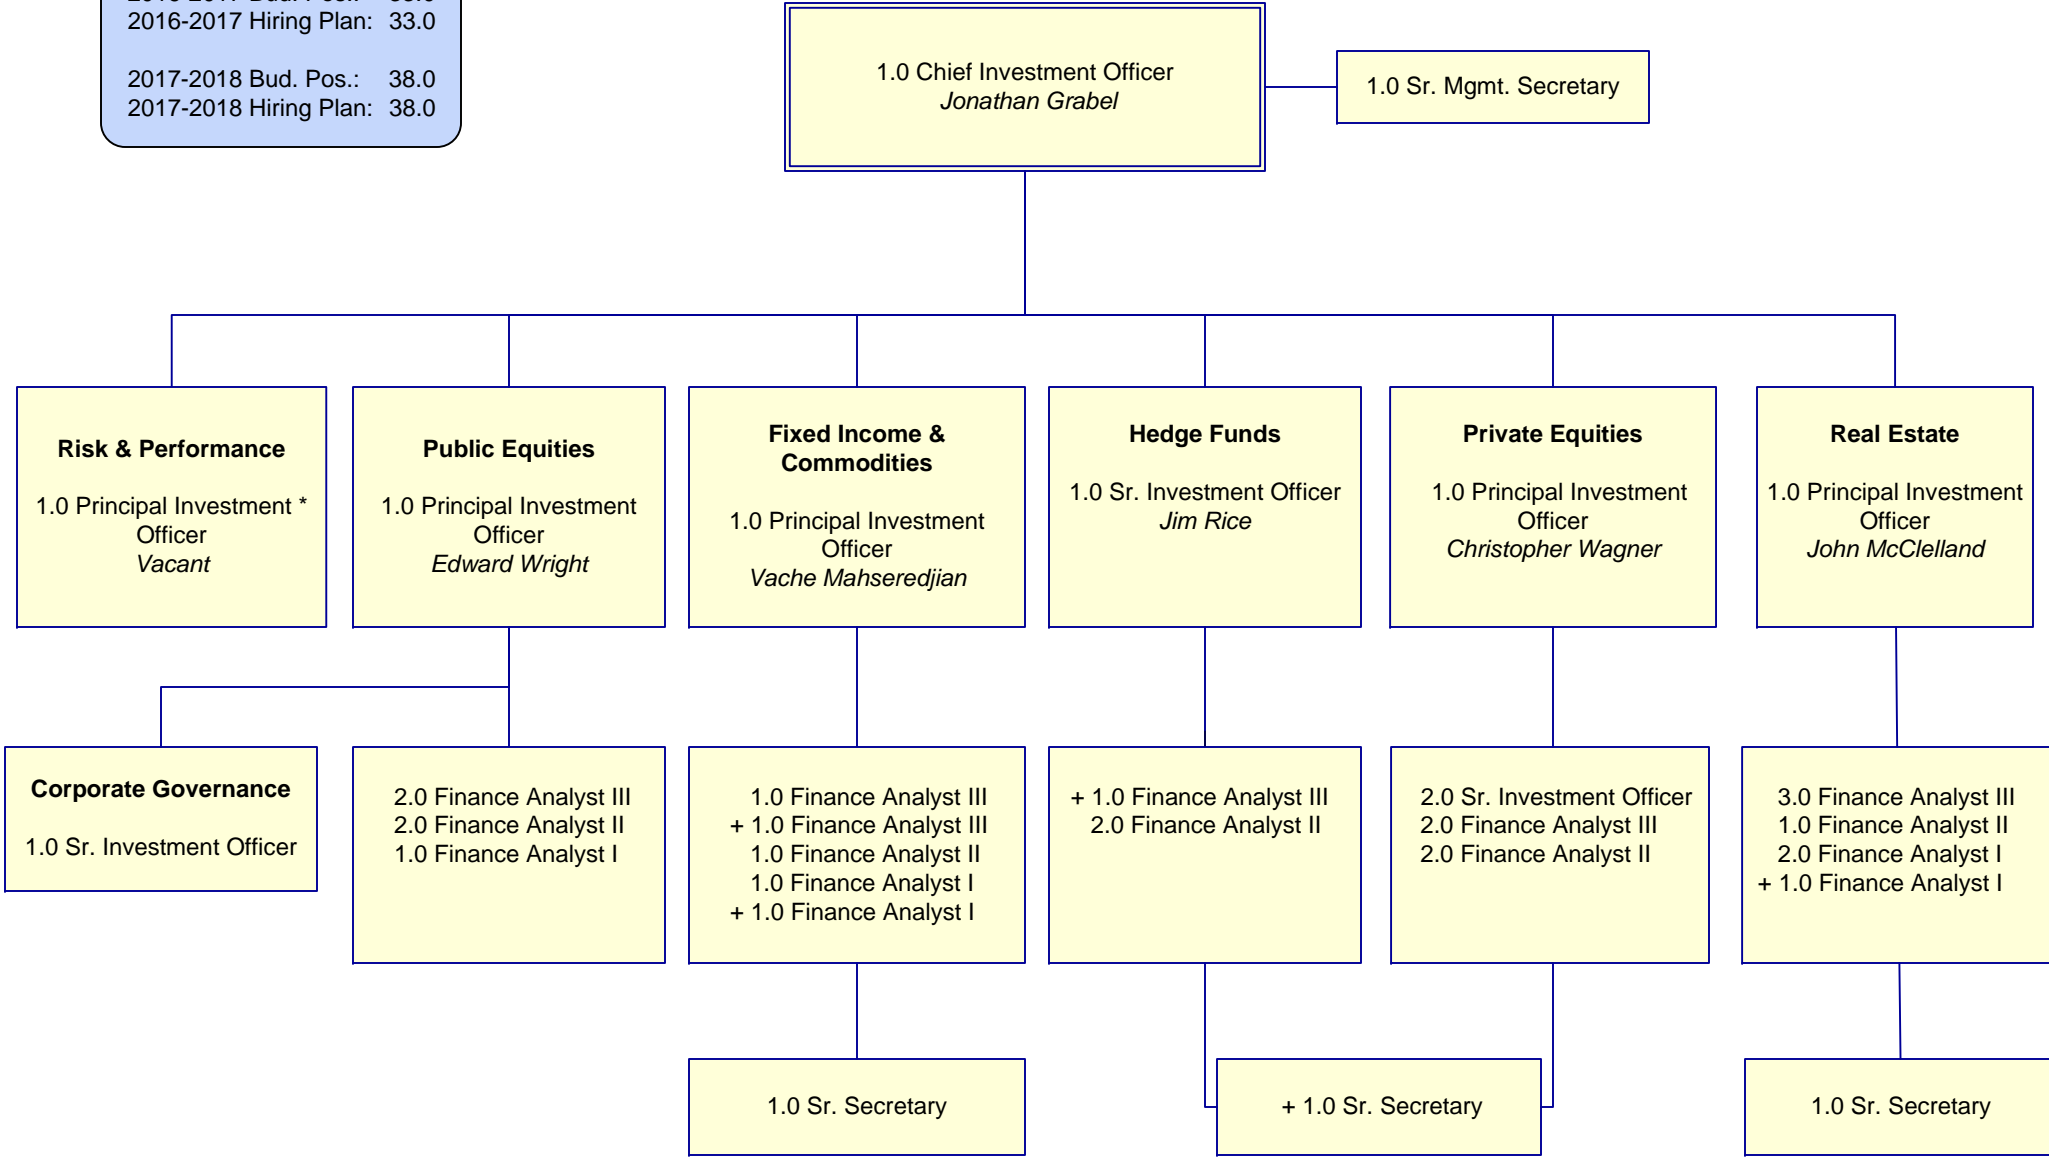 2016-2017 Hiring Plan: 33.0
2017-2018 Bud. Pos.: 38.0
2017-2018 Hiring Plan: 38.0
1.0 Chief Investment Officer
Jonathan Grabel
1.0 Sr. Mgmt. Secretary
Risk & Performance
1.0 Principal Investment *
Officer
Vacant
Public Equities
1.0 Principal Investment
Officer
Edward Wright
Fixed Income &
Commodities
1.0 Principal Investment
Officer
Vache Mahseredjian
Hedge Funds
1.0 Sr. Investment Officer
Jim Rice
Private Equities
1.0 Principal Investment
Officer
Christopher Wagner
Real Estate
1.0 Principal Investment
Officer
John McClelland
Corporate Governance
1.0 Sr. Investment Officer
2.0 Finance Analyst III
2.0 Finance Analyst II
1.0 Finance Analyst I
1.0 Finance Analyst III
+ 1.0 Finance Analyst III
1.0 Finance Analyst II
1.0 Finance Analyst I
+ 1.0 Finance Analyst I
+ 1.0 Finance Analyst III
2.0 Finance Analyst II
2.0 Sr. Investment Officer
2.0 Finance Analyst III
2.0 Finance Analyst II
3.0 Finance Analyst III
1.0 Finance Analyst II
2.0 Finance Analyst I
+ 1.0 Finance Analyst I
1.0 Sr. Secretary
+ 1.0 Sr. Secretary
1.0 Sr. Secretary